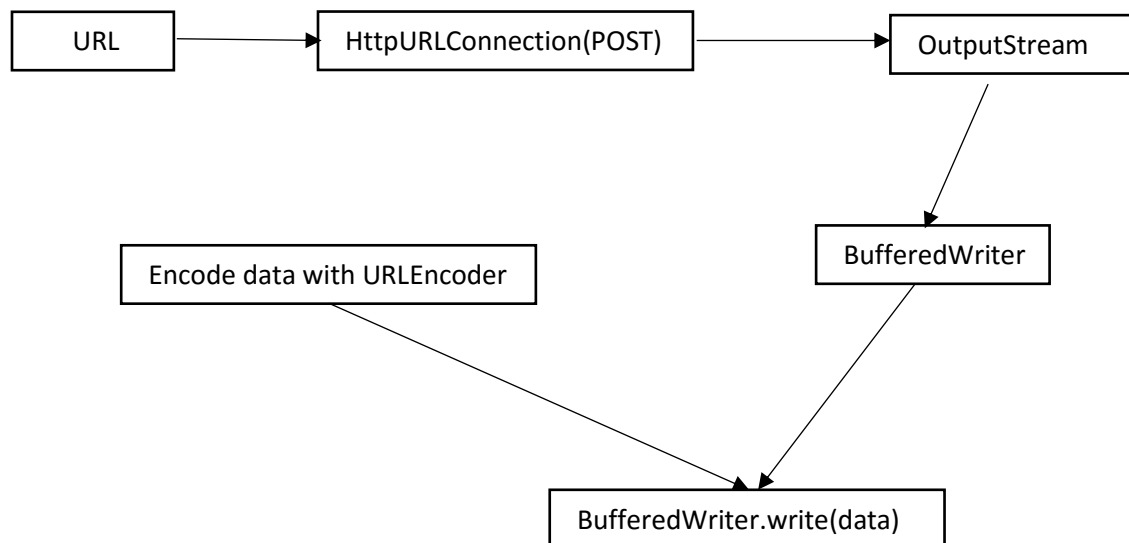 URL
HttpURLConnection(POST)
OutputStream
BufferedWriter
Encode data with URLEncoder
BufferedWriter.write(data)